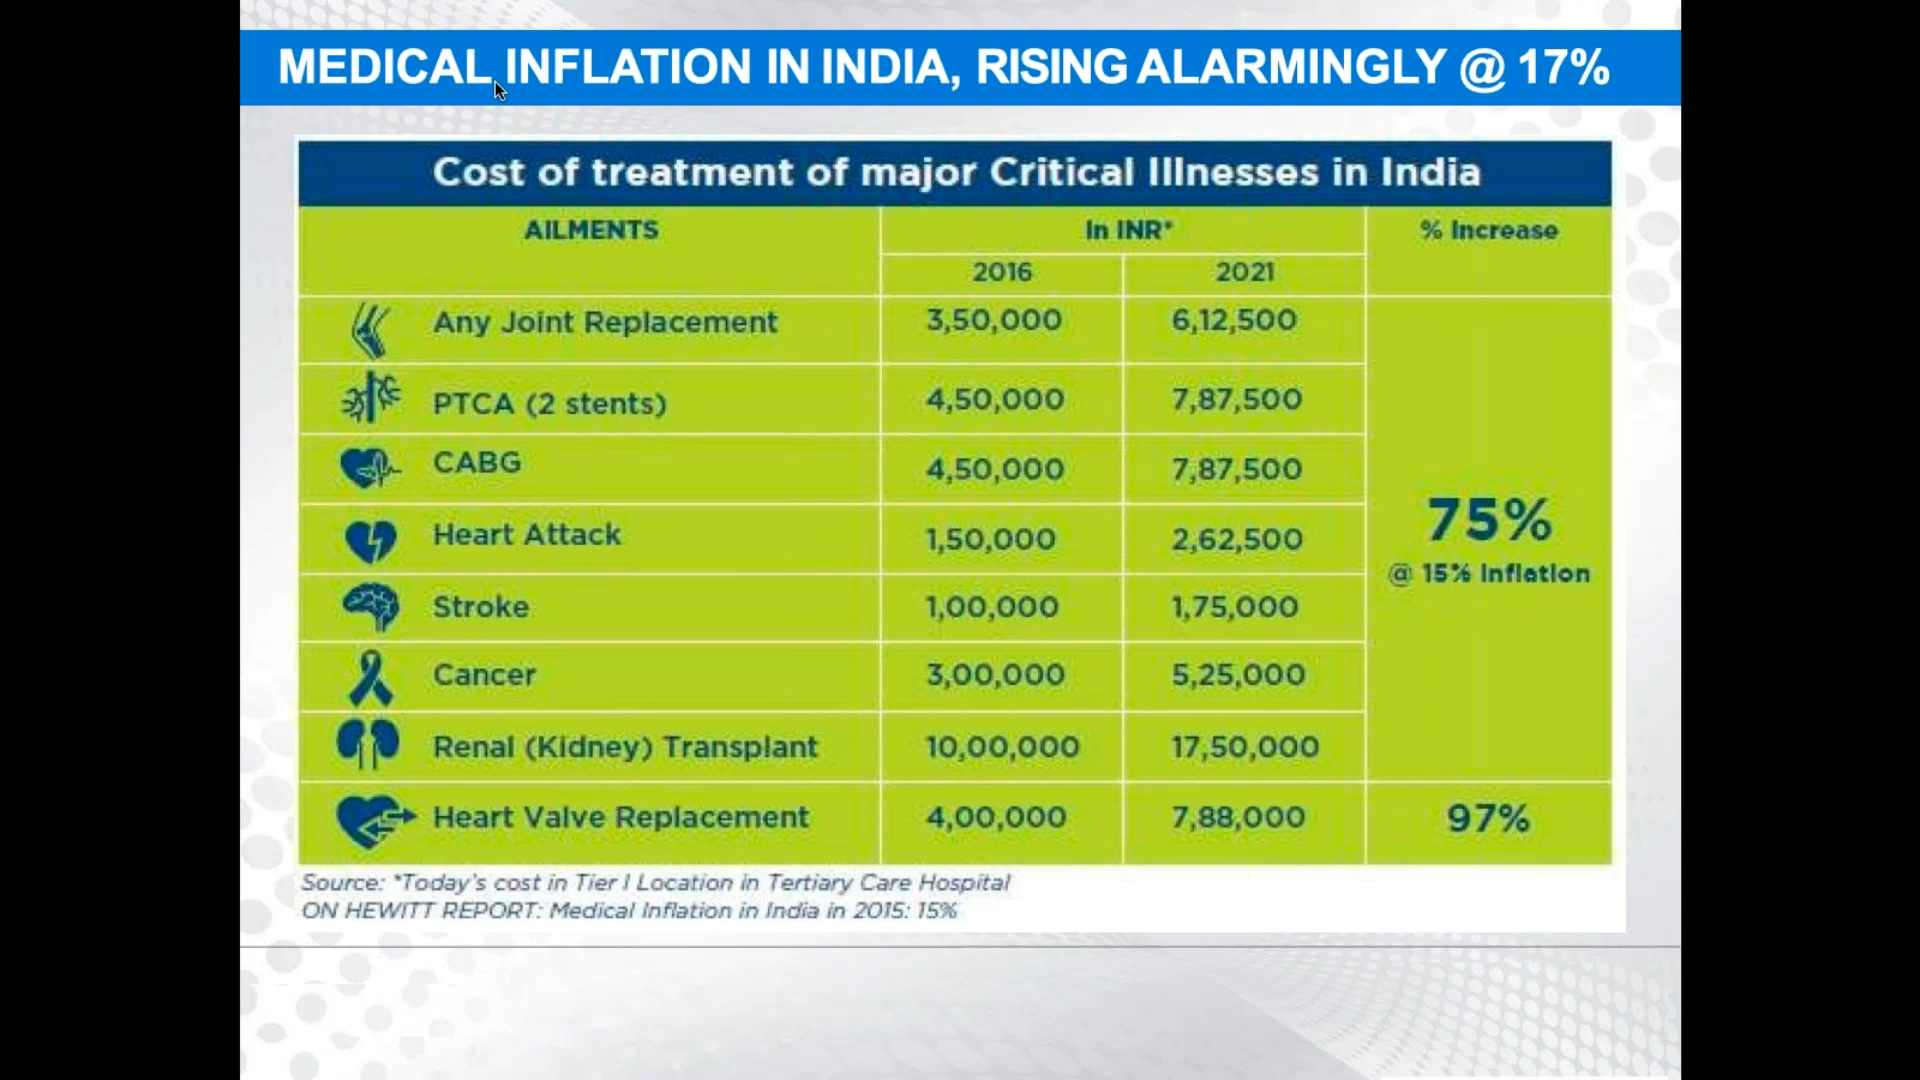 MEDICAL INFLATION IN INDIA, RISING ALARMINGLY @ 17%
Cost of treatment of major Critical Illnesses in India
AILMENTS In INR* % Increase
2016 2021
Any Joint Replacement 3,50,000 6,12,500
PTCA (2 stents) 4,50,000 7,87,500
CABG 4,50,000 7,87,500
Heart Attack 1,50,000 2,62,500
75%
@ 15% Inflation
Stroke 1,00,000 1,75,000
Cancer 3,00,000 5,25,000
Renal (Kidney) Transplant 10,00,000 17,50,000
Heart Valve Replacement 4,00,000 7,88,000 97%
Source: *Today's cost in Tier I Location in Tertiary Care Hospital
ON HEWITT REPORT: Medical Inflation in India in 2015: 15%